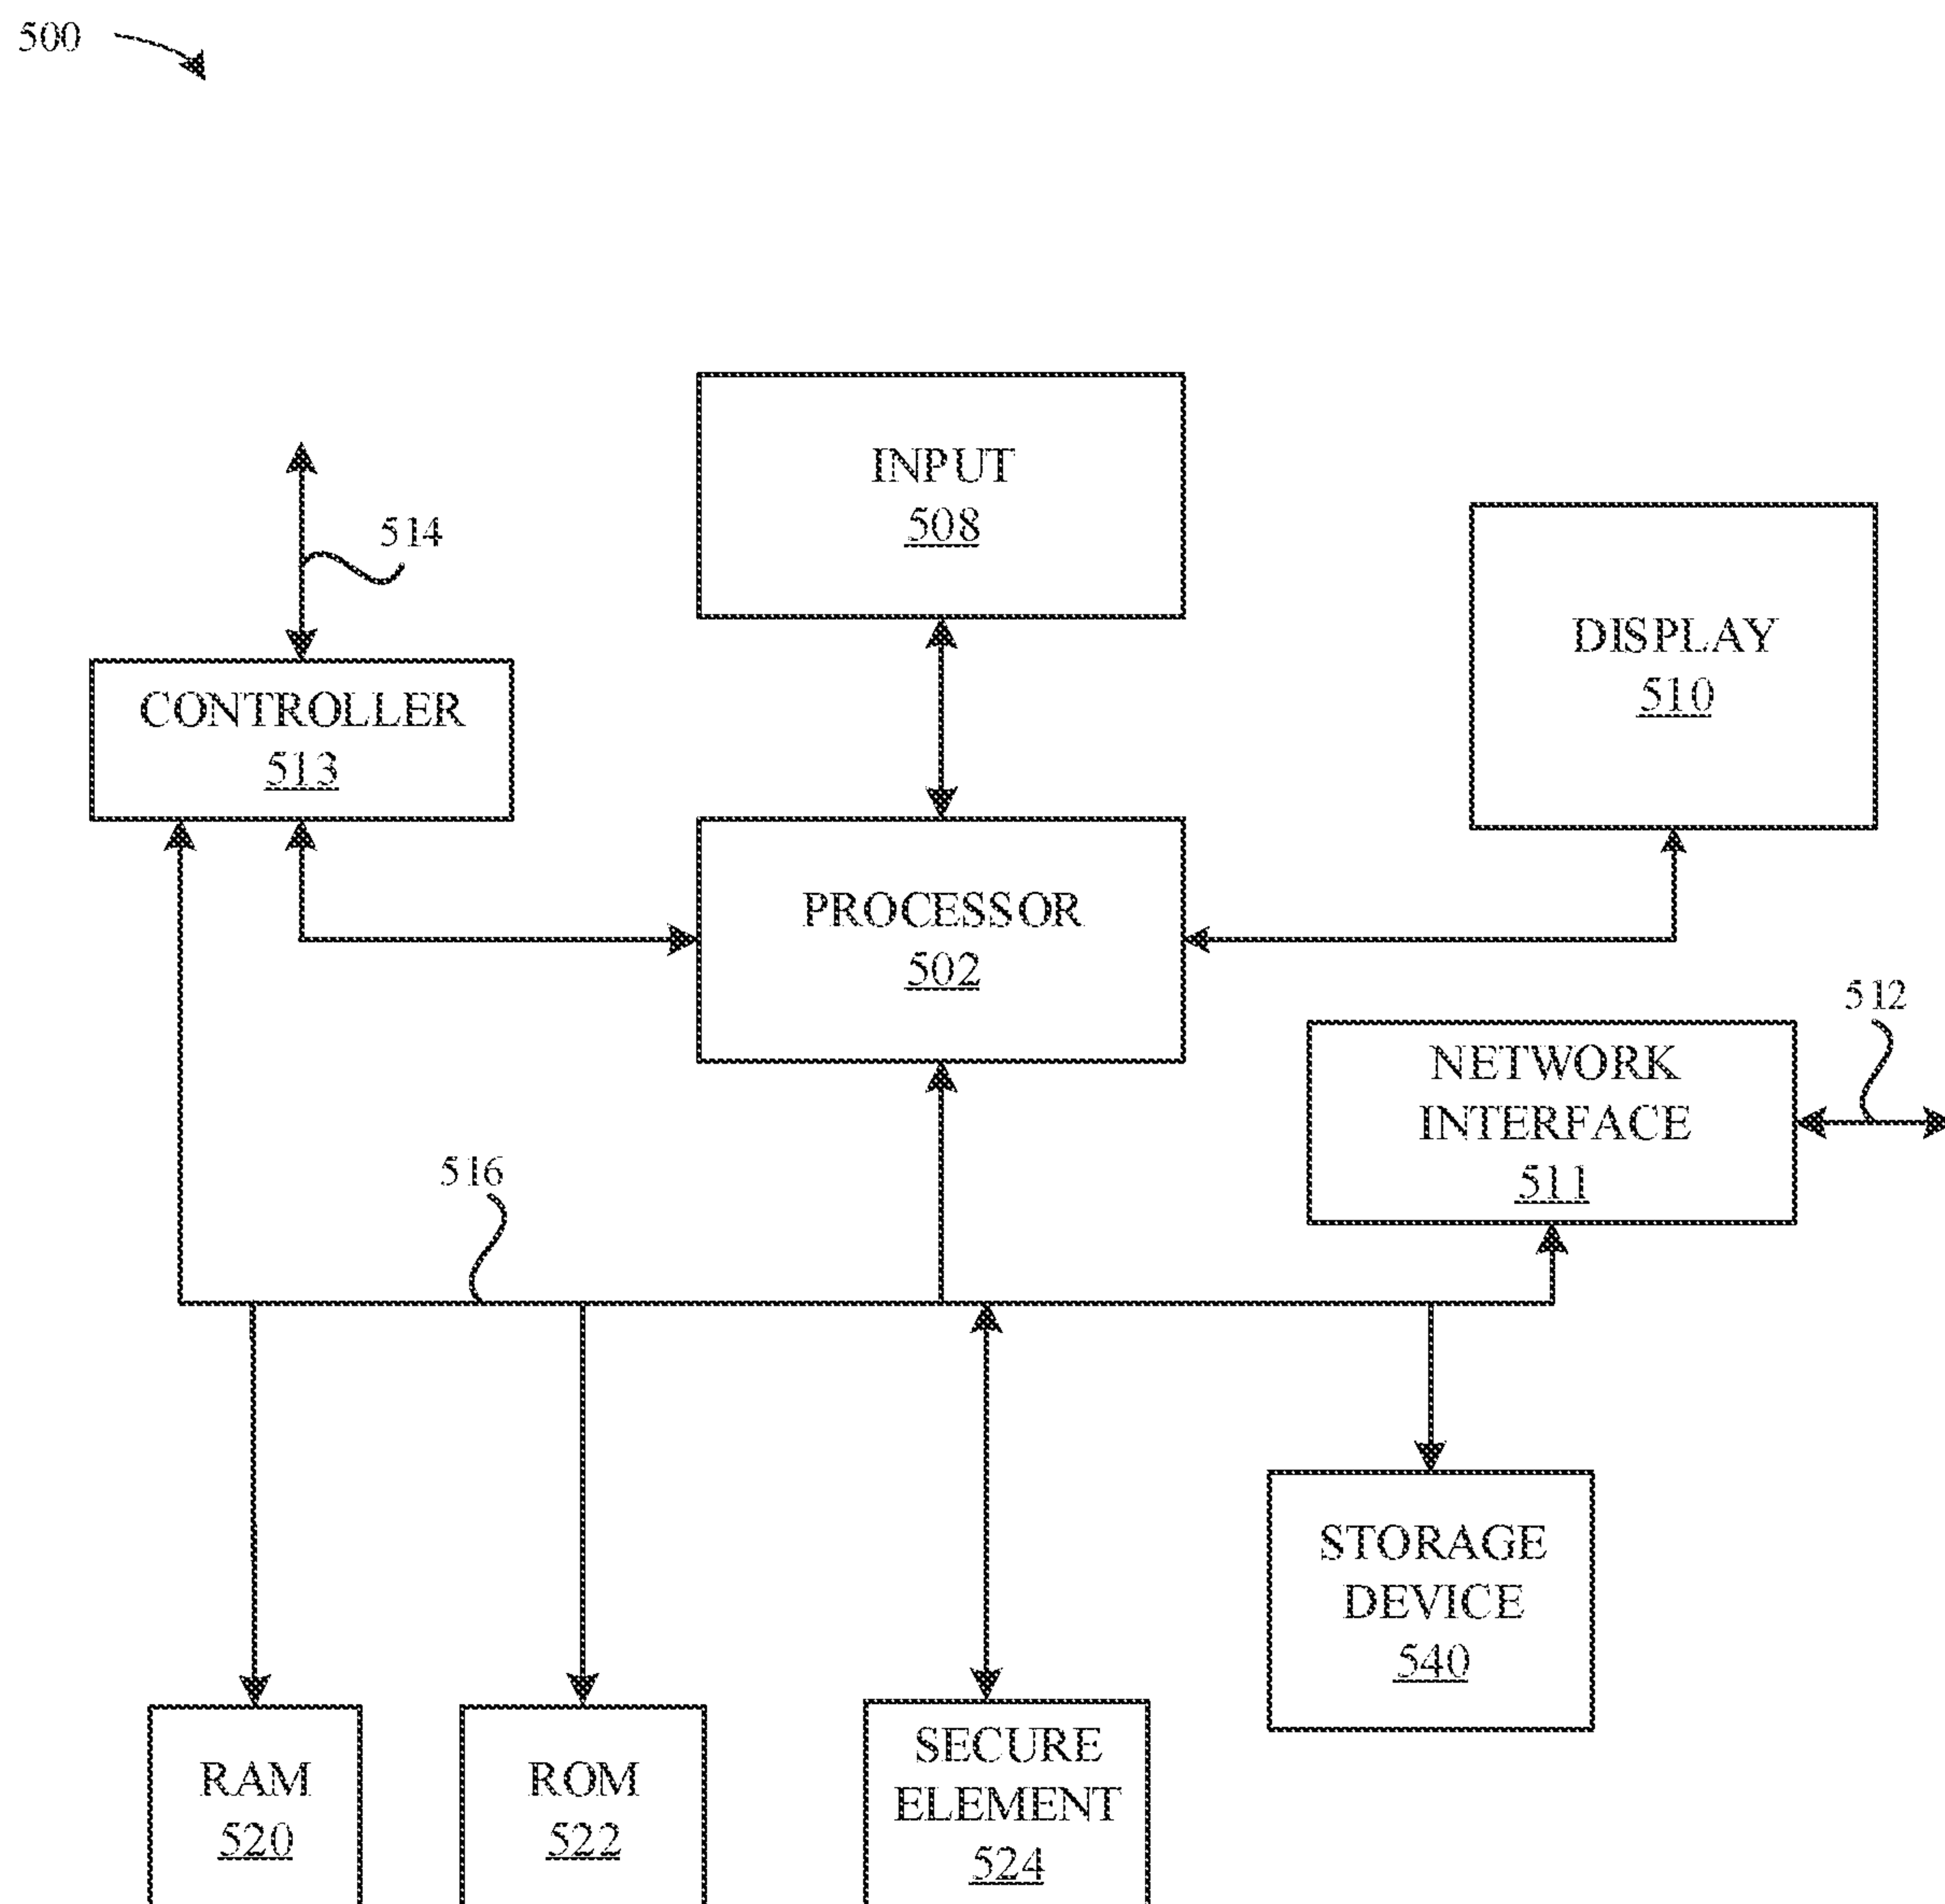 500
INPUT
508
514
DISPLAY
510
CONTROLLER
513
PROCESSOR
502
512
NETWORK
INTERFACE
511
516
STORAGE
DEVICE
540
RAM
520
ROM
522
SECURE
ELEMENT
524